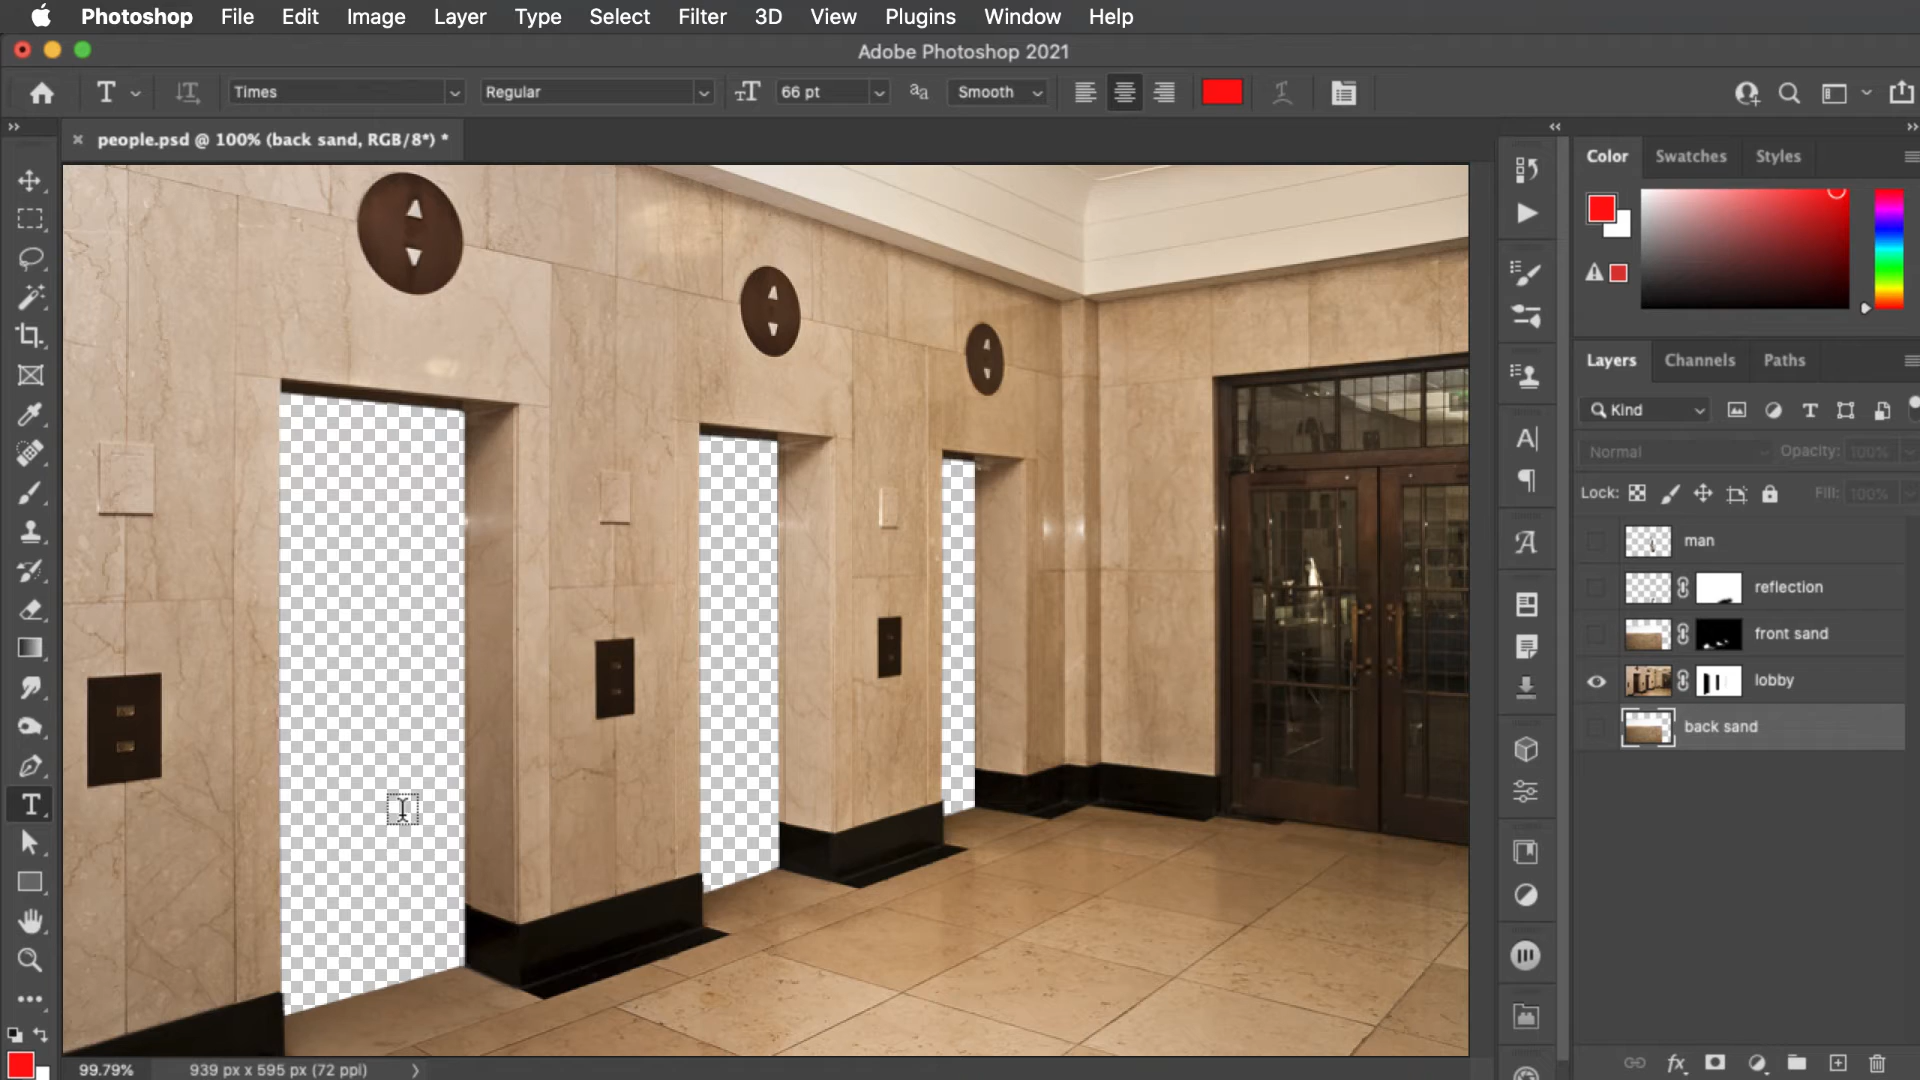 Photoshop File Edit Image Layer Type Select Filter 3D View Plugins Window Help
Adobe Photoshop 2021
Times Regular 66 pt Smooth
people.psd @ 100% (back sand, RGB/8*) *
Color Swatches Styles
Layers Channels Paths
Kind
Normal Opacity: 100%
Lock: Fill: 100%
man
reflection
front sand
lobby
back sand
99.79% 939 px x 595 px (72 ppi)